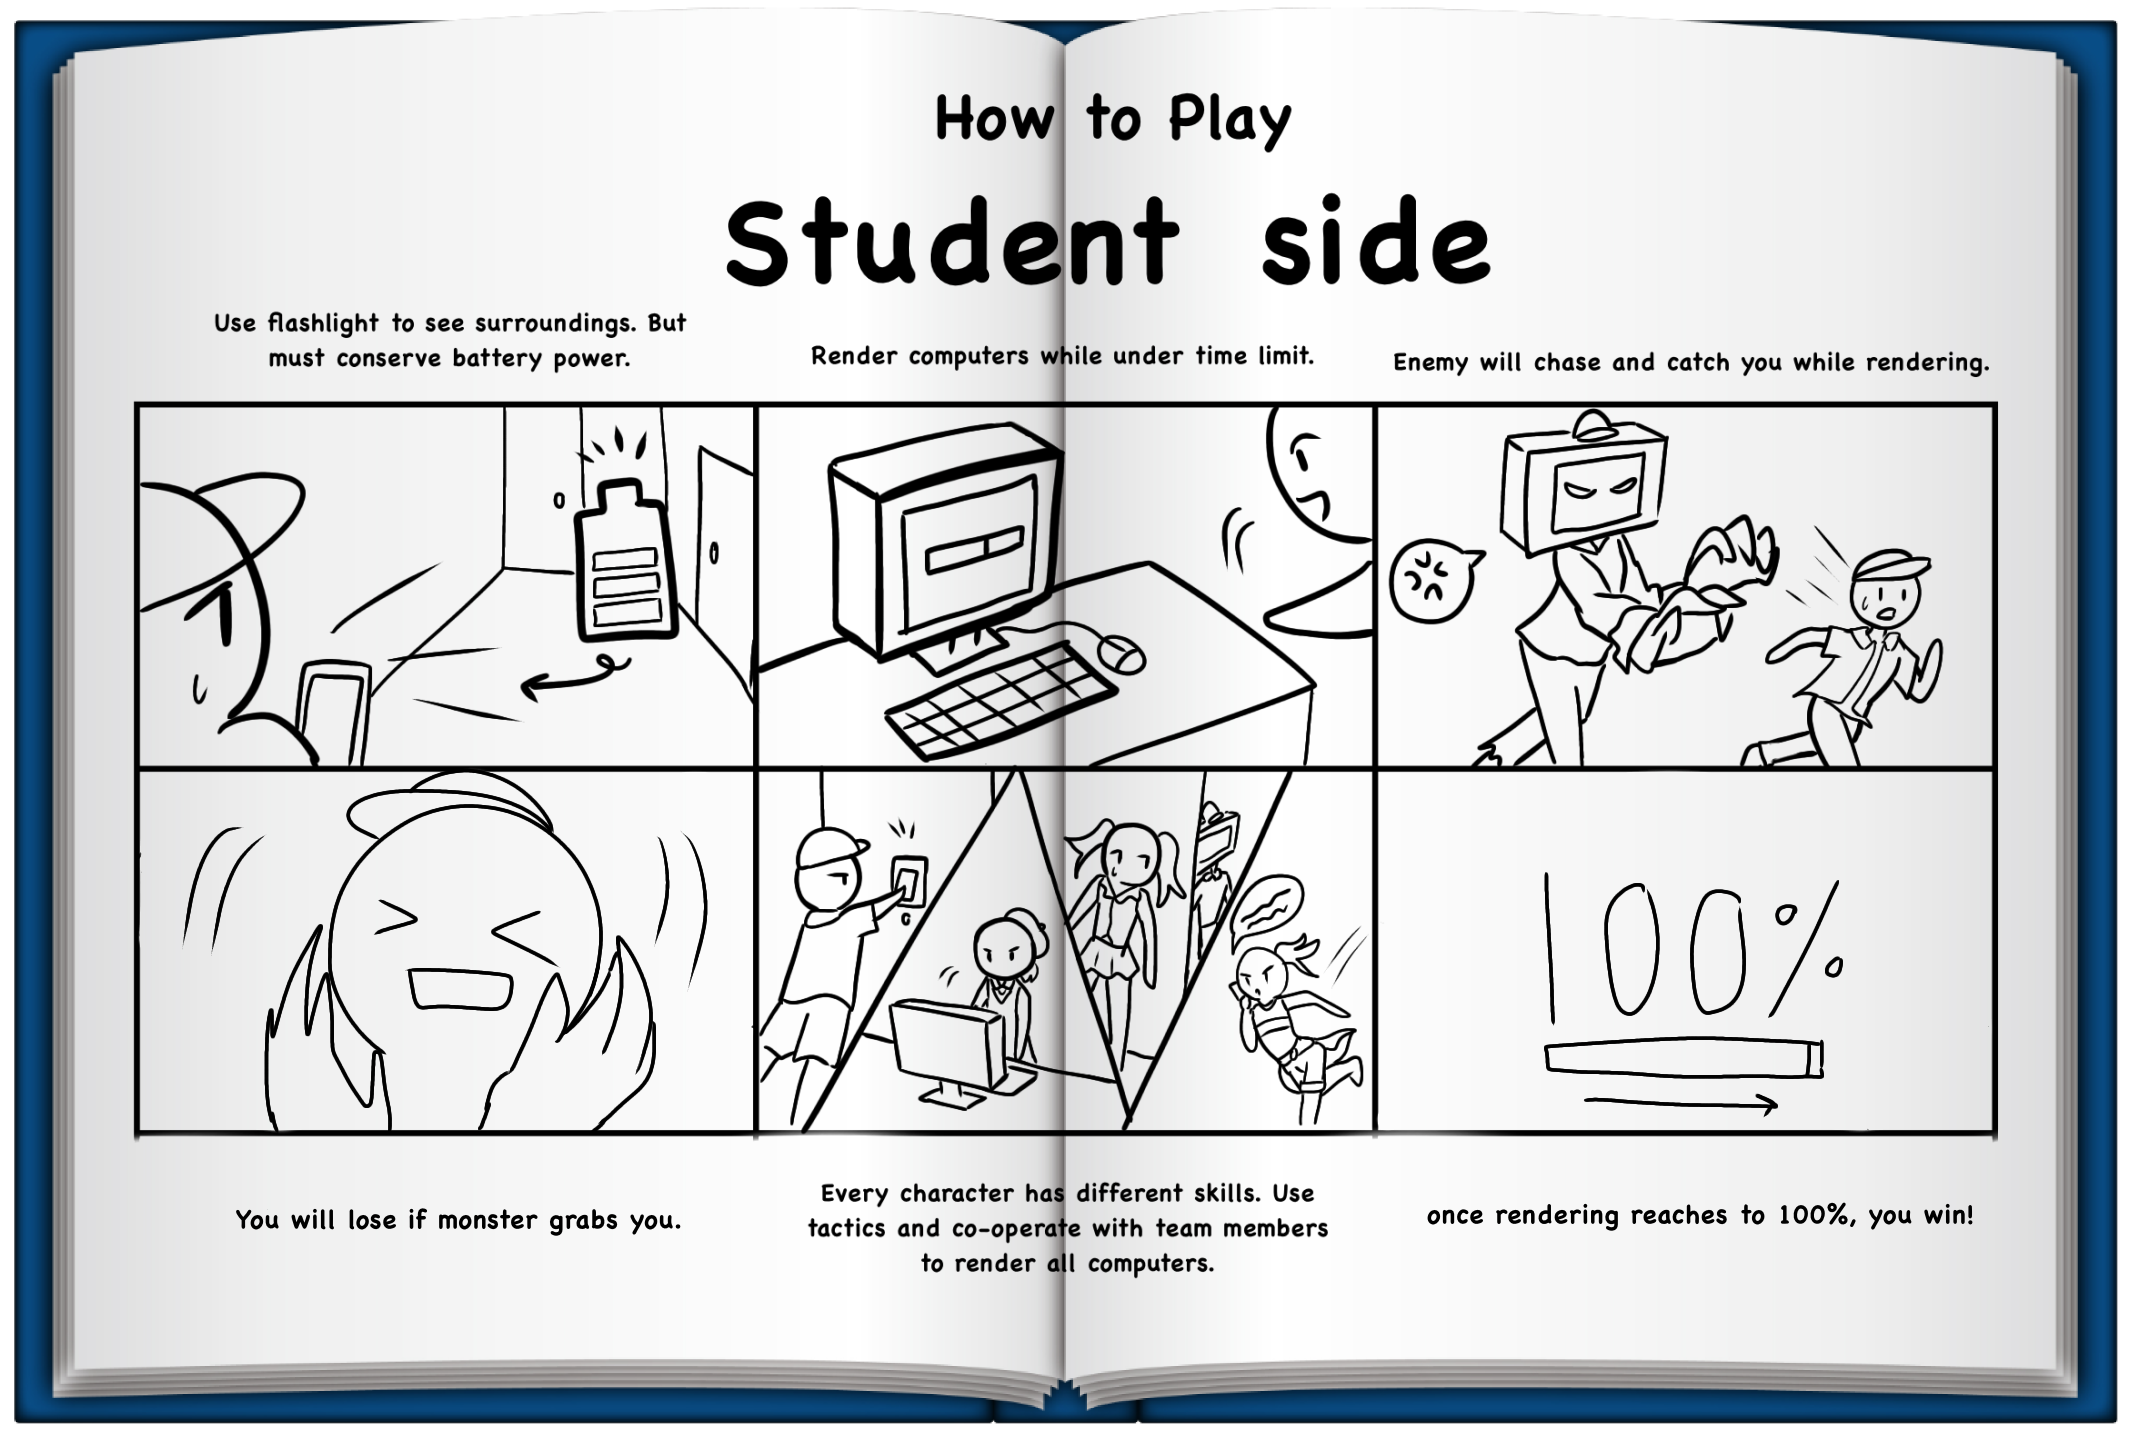 How to Play
Student side
Use flashlight to see surroundings. But
must conserve battery power.
Render computers while under time limit.
Enemy will chase and catch you while rendering.
100%
You will lose if monster grabs you.
Every character has different skills. Use
tactics and co-operate with team members
to render all computers.
once rendering reaches to 100%, you win!